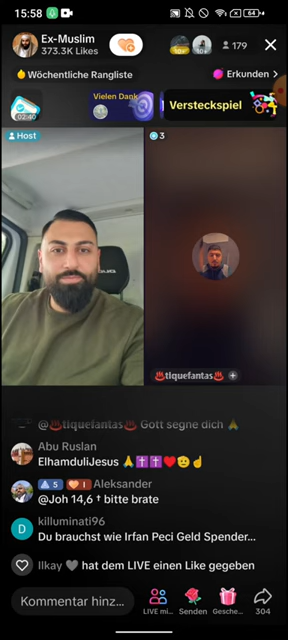 15:58
64
Ex-Muslim
373.3K Likes
10+
179
Wöchentliche Rangliste
Erkunden >
02:40
Vielen Dank
Versteckspiel
Host
3
♨️tiquefantas♨️ +
@♨️tiquefantas♨️ Gott segne dich 🙏
Abu Ruslan
ElhamduliJesus 🙏✝️✝️❤️🫡☝️
5 1 Aleksander
@Joh 14,6 ✝ bitte brate
killuminati96
Du brauchst wie Irfan Peci Geld Spender...
Ilkay 🩶 hat dem LIVE einen Like gegeben
Kommentar hinz...
LIVE mi...
Senden
Gesche...
304